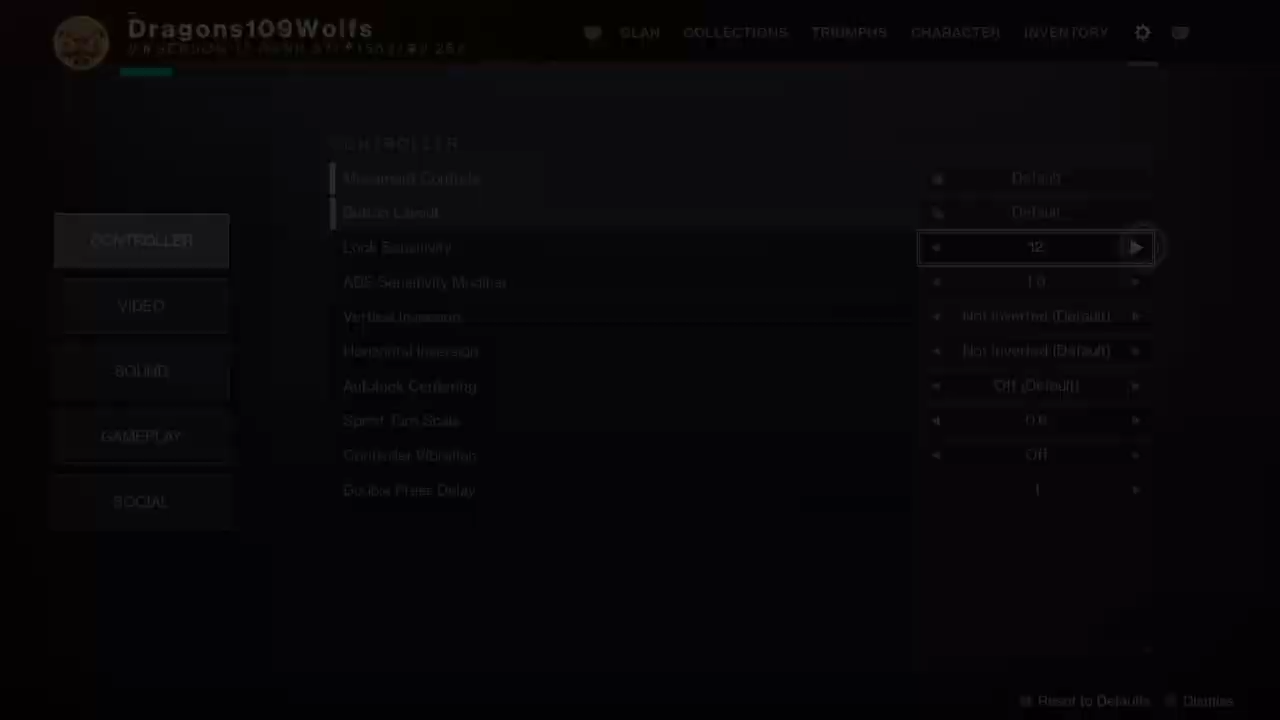 Dragons109Wolfs
CLAN COLLECTIONS TRIUMPHS CHARACTER INVENTORY
CONTROLLER
Movement Controls Default
Button Layout Default
Look Sensitivity 12
ADS Sensitivity Modifier 1.0
Vertical Inversion Not Inverted (Default)
Horizontal Inversion Not Inverted (Default)
Autolook Centering Off (Default)
Sprint Turn Scale
Controller Vibration Off
Double Press Delay 1
CONTROLLER
VIDEO
SOUND
GAMEPLAY
SOCIAL
Reset to Defaults Dismiss